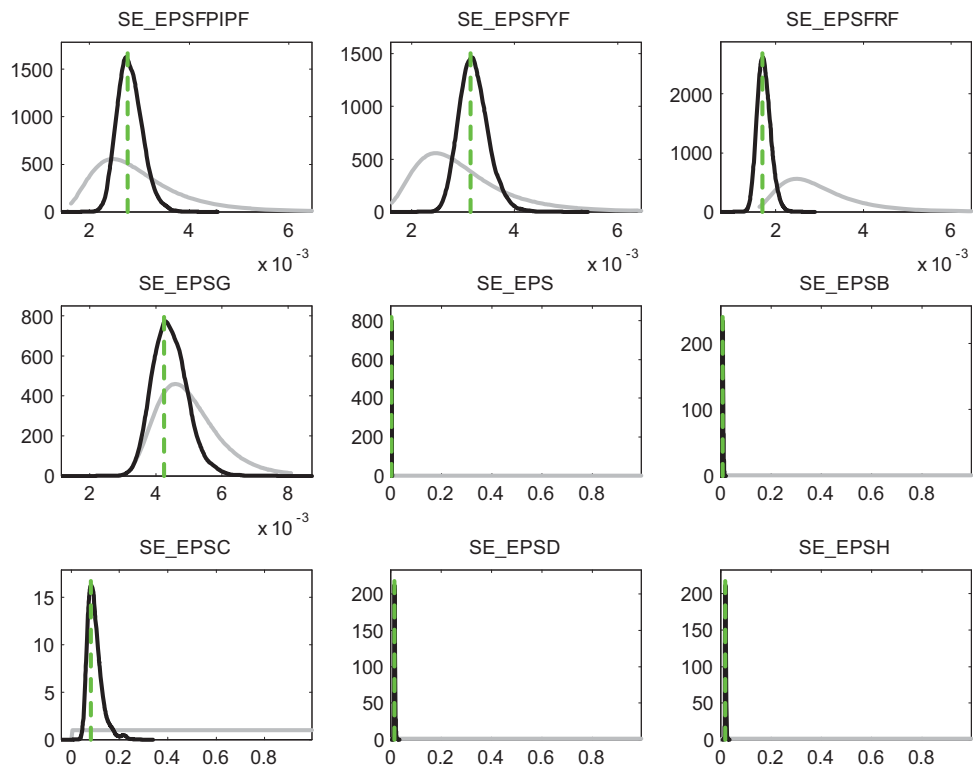 SE_EPSFPIPF SE_EPSFYF SE_EPSFRF
1500 1500 2000
1000 1000
500 500 1000
0 0 0
2 4 6 2 4 6 2 4 6
x 10 -3 x 10 -3 x 10 -3
SE_EPSG SE_EPS SE_EPSB
800 800 200
600 600
400 400 100
200 200
0 0 0
2 4 6 8 0 0.2 0.4 0.6 0.8 0 0.2 0.4 0.6 0.8
x 10 -3
SE_EPSC SE_EPSD SE_EPSH
15 200 200
10 150 150
100 100
5 50 50
0 0 0
0 0.2 0.4 0.6 0.8 0 0.2 0.4 0.6 0.8 0 0.2 0.4 0.6 0.8